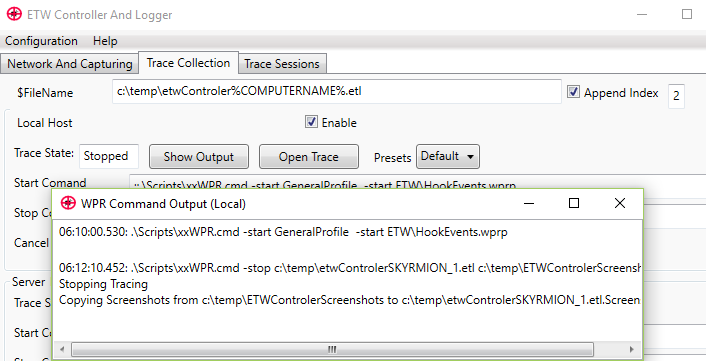 ETW Controller And Logger
Configuration Help
Network And Capturing Trace Collection Trace Sessions
$FileName c:\temp\etwControler%COMPUTERNAME%.etl Append Index 2
Local Host Enable
Trace State: Stopped Show Output Open Trace Presets Default
Start Comand .\Scripts\xxWPR.cmd -start GeneralProfile -start ETW\HookEvents.wprp
Stop Co
WPR Command Output (Local)
06:10:00.530: .\Scripts\xxWPR.cmd -start GeneralProfile -start ETW\HookEvents.wprp
Cancel
06:12:10.452: .\Scripts\xxWPR.cmd -stop c:\temp\etwControlerSKYRMION_1.etl c:\temp\ETWControlerScreensh
Server
Stopping Tracing
Trace S
Copying Screenshots from c:\temp\ETWControlerScreenshots to c:\temp\etwControlerSKYRMION_1.etl.Screen
Start Co
Stop Co